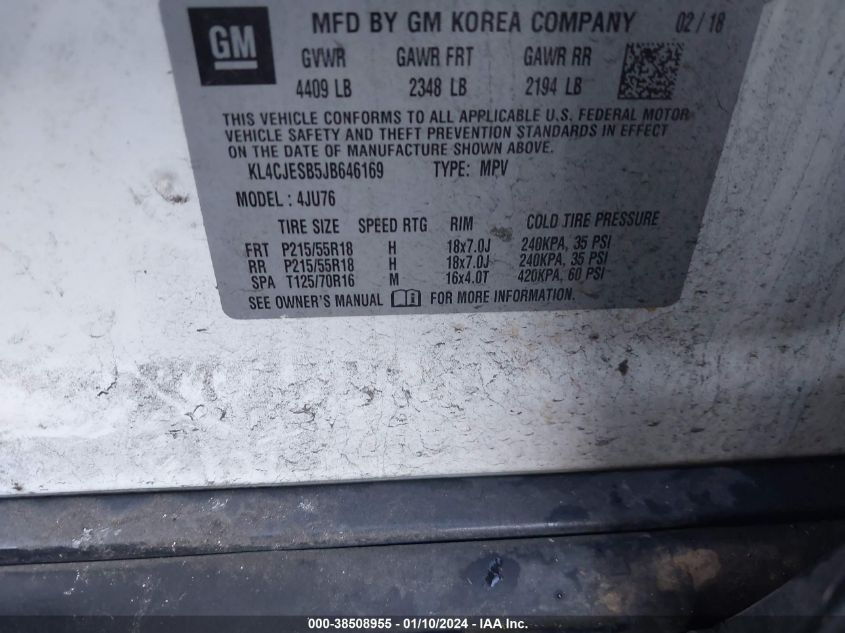 GM
MFD BY GM KOREA COMPANY 02/18
GVWR GAWR FRT GAWR RR
4409 LB 2348 LB 2194 LB
THIS VEHICLE CONFORMS TO ALL APPLICABLE U.S. FEDERAL MOTOR
VEHICLE SAFETY AND THEFT PREVENTION STANDARDS IN EFFECT
ON THE DATE OF MANUFACTURE SHOWN ABOVE.
KL4CJESB5JB646169 TYPE: MPV
MODEL : 4JU76
TIRE SIZE SPEED RTG RIM COLD TIRE PRESSURE
FRT P215/55R18 H 18x7.0J 240KPA, 35 PSI
RR P215/55R18 H 18x7.0J 240KPA, 35 PSI
SPA T125/70R16 M 16x4.0T 420KPA, 60 PSI
SEE OWNER'S MANUAL FOR MORE INFORMATION.
000-38508955 - 01/10/2024 - IAA, Inc.